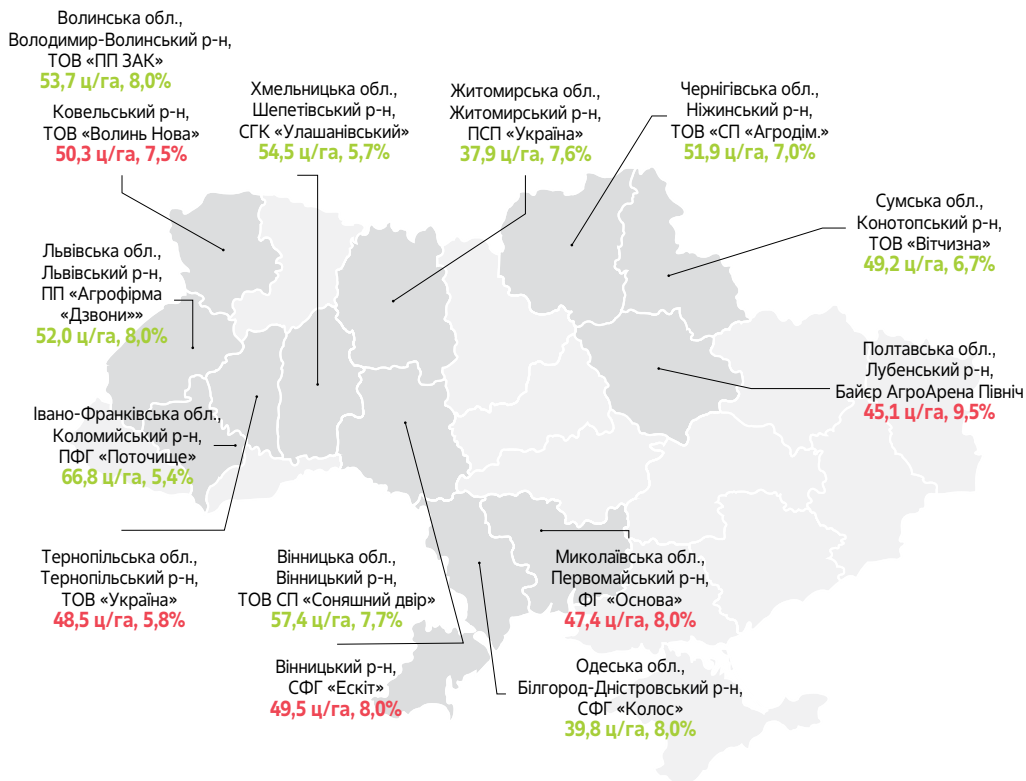 Волинська обл.,
Володимир-Волинський р-н,
ТОВ «ПП ЗАК»
53,7 ц/га, 8,0%
Ковельський р-н,
ТОВ «Волинь Нова»
50,3 ц/га, 7,5%
Хмельницька обл.,
Шепетівський р-н,
СГК «Улашанівський»
54,5 ц/га, 5,7%
Житомирська обл.,
Житомирський р-н,
ПСП «Україна»
37,9 ц/га, 7,6%
Чернігівська обл.,
Ніжинський р-н,
ТОВ «СП «Агродім.»
51,9 ц/га, 7,0%
Сумська обл.,
Конотопський р-н,
ТОВ «Вітчизна»
49,2 ц/га, 6,7%
Львівська обл.,
Львівський р-н,
ПП «Агрофірма
«Дзвони»»
52,0 ц/га, 8,0%
Полтавська обл.,
Лубенський р-н,
Байєр АгроАрена Північ
45,1 ц/га, 9,5%
Івано-Франківська обл.,
Коломийський р-н,
ПФГ «Поточище»
66,8 ц/га, 5,4%
Тернопільська обл.,
Тернопільський р-н,
ТОВ «Україна»
48,5 ц/га, 5,8%
Вінницька обл.,
Вінницький р-н,
ТОВ СП «Соняшний двір»
57,4 ц/га, 7,7%
Вінницький р-н,
СФГ «Ескіт»
49,5 ц/га, 8,0%
Миколаївська обл.,
Первомайський р-н,
ФГ «Основа»
47,4 ц/га, 8,0%
Одеська обл.,
Білгород-Дністровський р-н,
СФГ «Колос»
39,8 ц/га, 8,0%